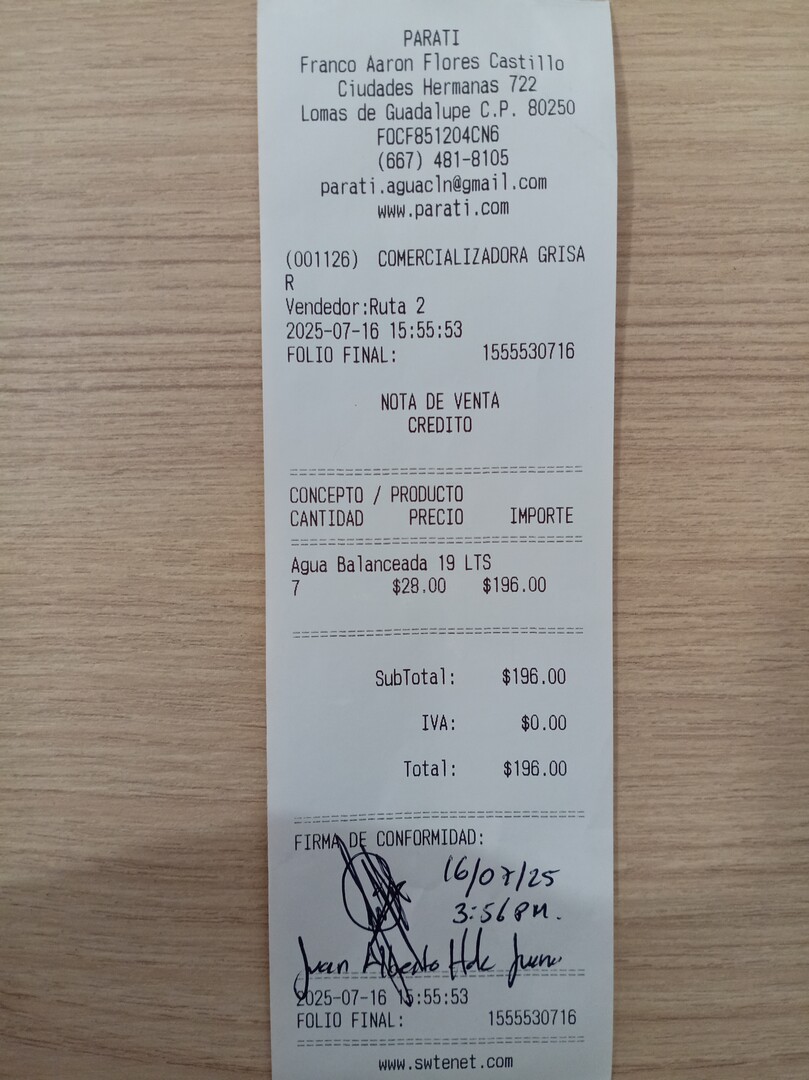 PARATI
Franco Aaron Flores Castillo
Ciudades Hermanas 722
Lomas de Guadalupe C.P. 80250
FOCF851204CN6
(667) 481-8105
parati.aguacln@gmail.com
www.parati.com
(001126) COMERCIALIZADORA GRISA
R
Vendedor:Ruta 2
2025-07-16 15:55:53
FOLIO FINAL: 1555530716
NOTA DE VENTA
CREDITO
CONCEPTO / PRODUCTO
CANTIDAD PRECIO IMPORTE
Agua Balanceada 19 LTS
7 $28.00 $196.00
SubTotal: $196.00
IVA: $0.00
Total: $196.00
FIRMA DE CONFORMIDAD:
16/07/25
3:56 PM.
Juan Alberto
2025-07-16 15:55:53
FOLIO FINAL: 1555530716
www.swtenet.com